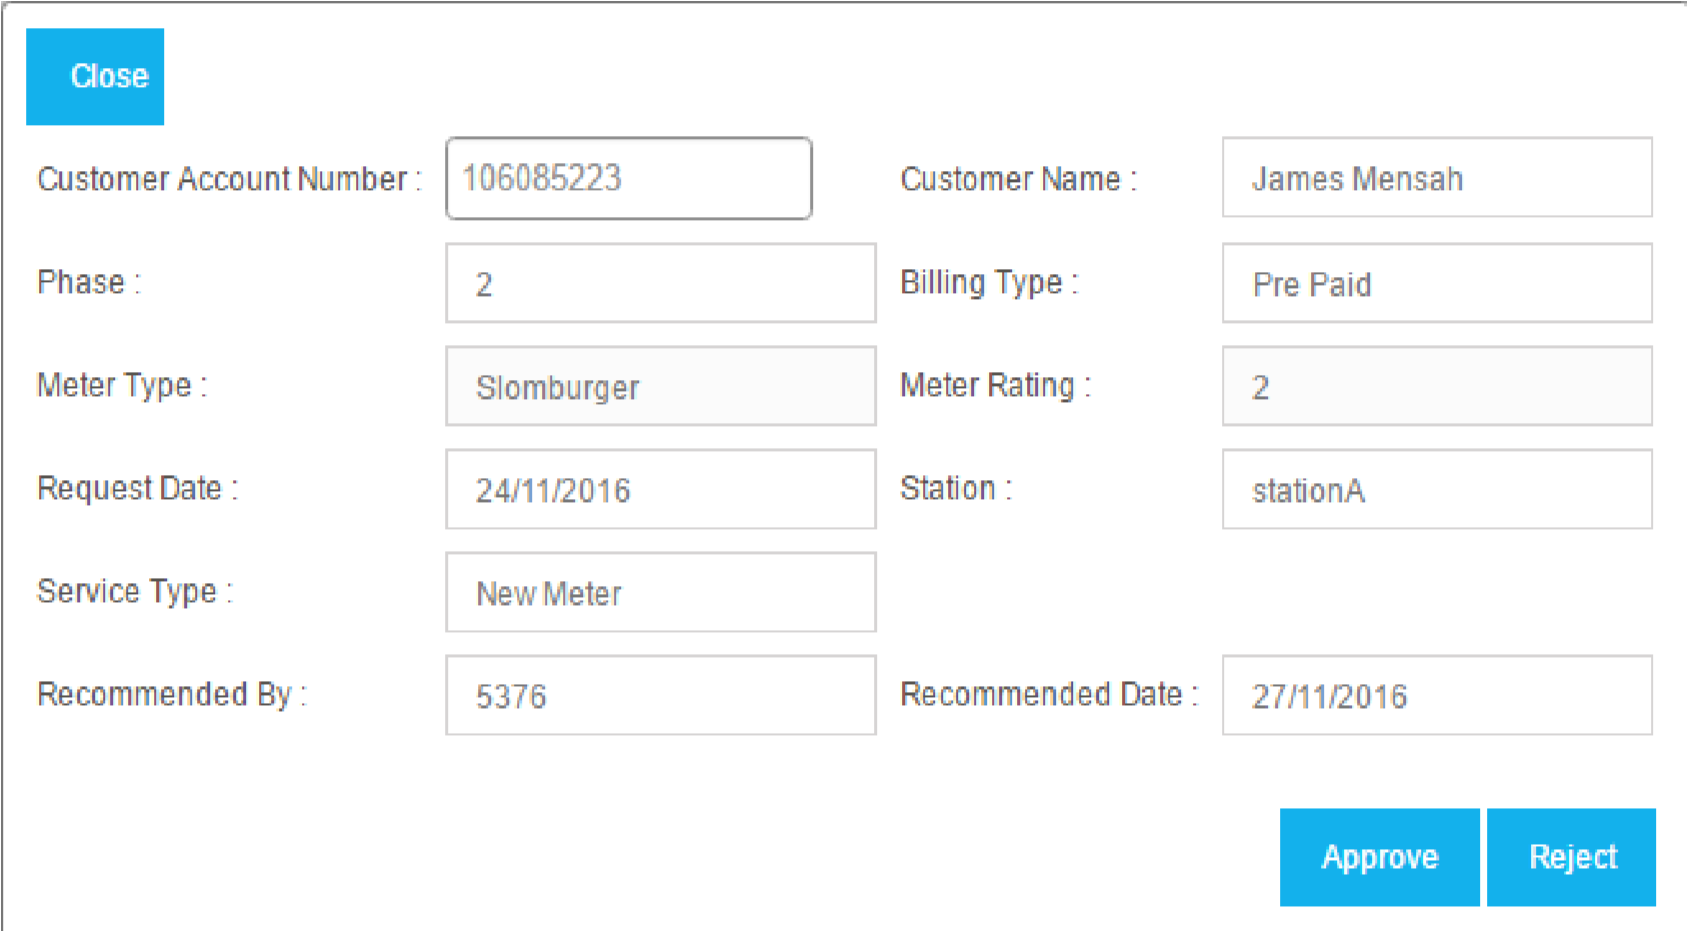 Close
Customer Account Number : 106085223 Customer Name : James Mensah
Phase : 2 Billing Type : Pre Paid
Meter Type : Slomburger Meter Rating : 2
Request Date : 24/11/2016 Station : stationA
Service Type : New Meter
Recommended By : 5376 Recommended Date : 27/11/2016
Approve Reject